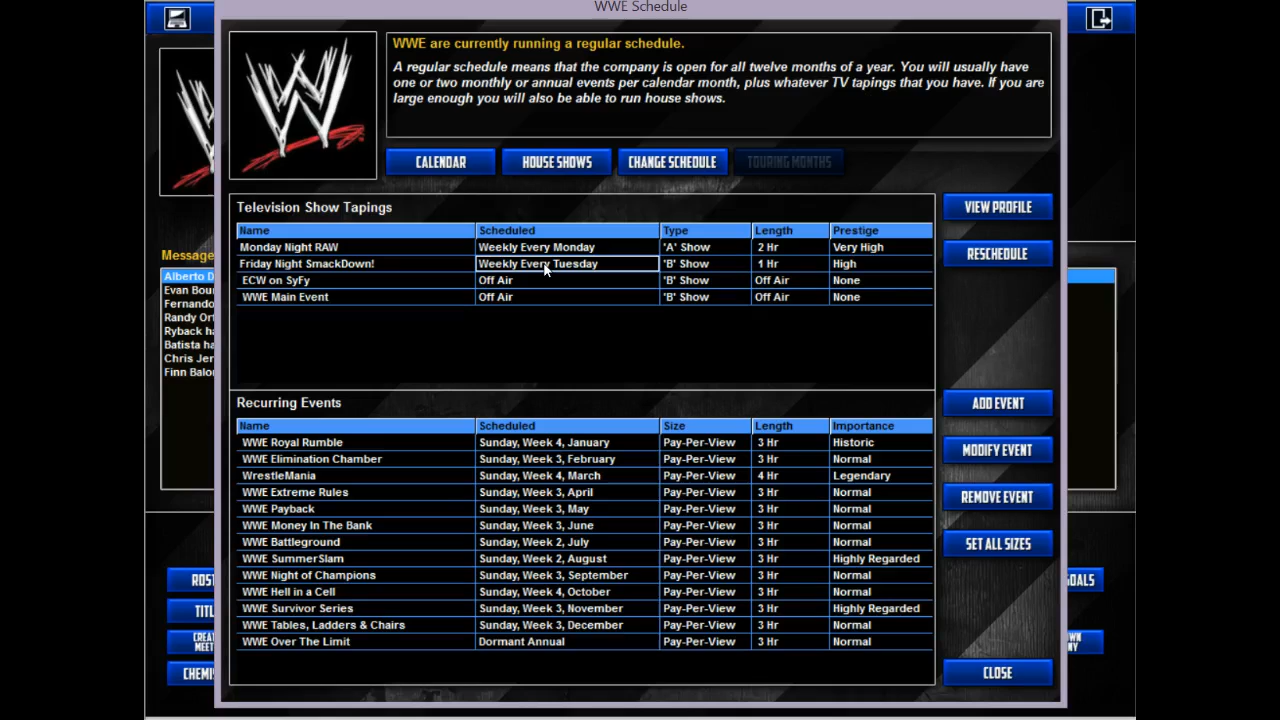 WWE Schedule
WWE are currently running a regular schedule.
A regular schedule means that the company is open for all twelve months of a year. You will usually have
one or two monthly or annual events per calendar month, plus whatever TV tapings that you have. If you are
large enough you will also be able to run house shows.
CALENDAR HOUSE SHOWS CHANGE SCHEDULE TOURING MONTHS
Television Show Tapings
VIEW PROFILE
Name Scheduled Type Length Prestige
Monday Night RAW Weekly Every Monday 'A' Show 2 Hr Very High
Message
RESCHEDULE
Friday Night SmackDown! Weekly Every Tuesday 'B' Show 1 Hr High
Alberto D
ECW on SyFy Off Air 'B' Show Off Air None
Evan Bour
WWE Main Event Off Air 'B' Show Off Air None
Fernando
Randy Ort
Ryback ha
Batista ha
Chris Jer
Finn Balor
Recurring Events
ADD EVENT
Name Scheduled Size Length Importance
WWE Royal Rumble Sunday, Week 4, January Pay-Per-View 3 Hr Historic
MODIFY EVENT
WWE Elimination Chamber Sunday, Week 3, February Pay-Per-View 3 Hr Normal
WrestleMania Sunday, Week 4, March Pay-Per-View 4 Hr Legendary
WWE Extreme Rules Sunday, Week 3, April Pay-Per-View 3 Hr Normal
REMOVE EVENT
WWE Payback Sunday, Week 3, May Pay-Per-View 3 Hr Normal
WWE Money In The Bank Sunday, Week 3, June Pay-Per-View 3 Hr Normal
WWE Battleground Sunday, Week 2, July Pay-Per-View 3 Hr Normal
SET ALL SIZES
WWE SummerSlam Sunday, Week 2, August Pay-Per-View 3 Hr Highly Regarded
WWE Night of Champions Sunday, Week 3, September Pay-Per-View 3 Hr Normal
WWE Hell in a Cell Sunday, Week 4, October Pay-Per-View 3 Hr Normal
WWE Survivor Series Sunday, Week 3, November Pay-Per-View 3 Hr Highly Regarded
WWE Tables, Ladders & Chairs Sunday, Week 3, December Pay-Per-View 3 Hr Normal
WWE Over The Limit Dormant Annual Pay-Per-View 3 Hr Normal
ROST
OALS
TITL
CREAT
MEET
OWN
NY
CHEMIS
CLOSE